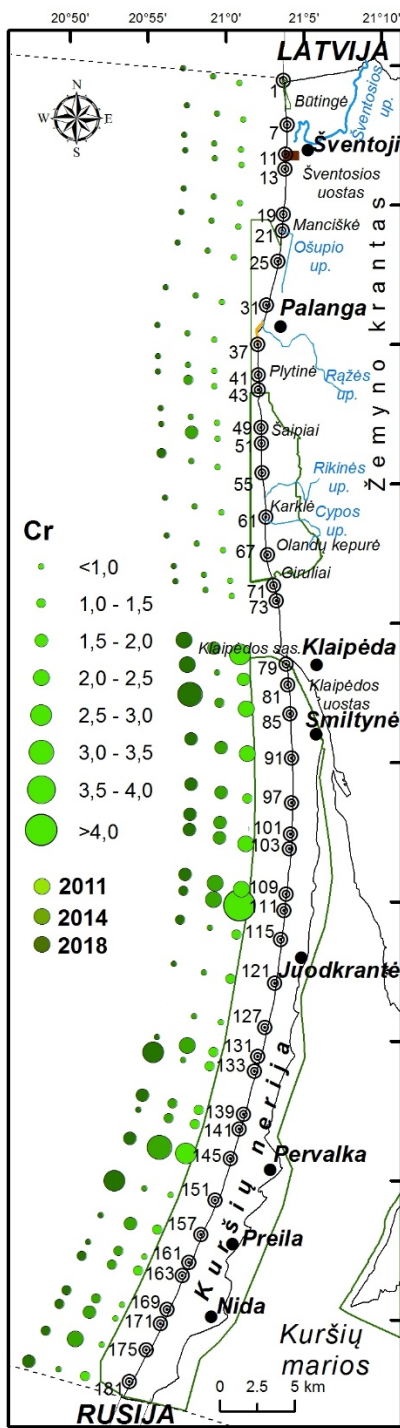 20°50' 20°55' 21°0' 21°5' 21°10'
LATVIJA
N
W E
S
1
Būtingė
Šventosios up.
7
Šventoji
11
13
Šventosios
uostas
19
Manciškė
21
Ošupio
up.
25
31
Palanga
37
Plytinė
41
43
Rąžės
up.
49
Šaipiai
51
55
Rikinės
up.
Karklė
61
Cypos
up.
67
Olandų kepurė
Giruliai
71
73
Žemyno krantas
Cr
<1,0
1,0 - 1,5
1,5 - 2,0
2,0 - 2,5
2,5 - 3,0
3,0 - 3,5
3,5 - 4,0
>4,0
2011
2014
2018
Klaipėdos sąs.
Klaipėda
79
81
Klaipėdos
uostas
85
Smiltynė
91
97
101
103
109
111
115
121
Juodkrantė
127
131
133
139
141
145
Pervalka
151
157
Preila
161
163
169
171
Nida
175
181
Kuršių nerija
Kuršių
marios
0 2.5 5 km
RUSIJA